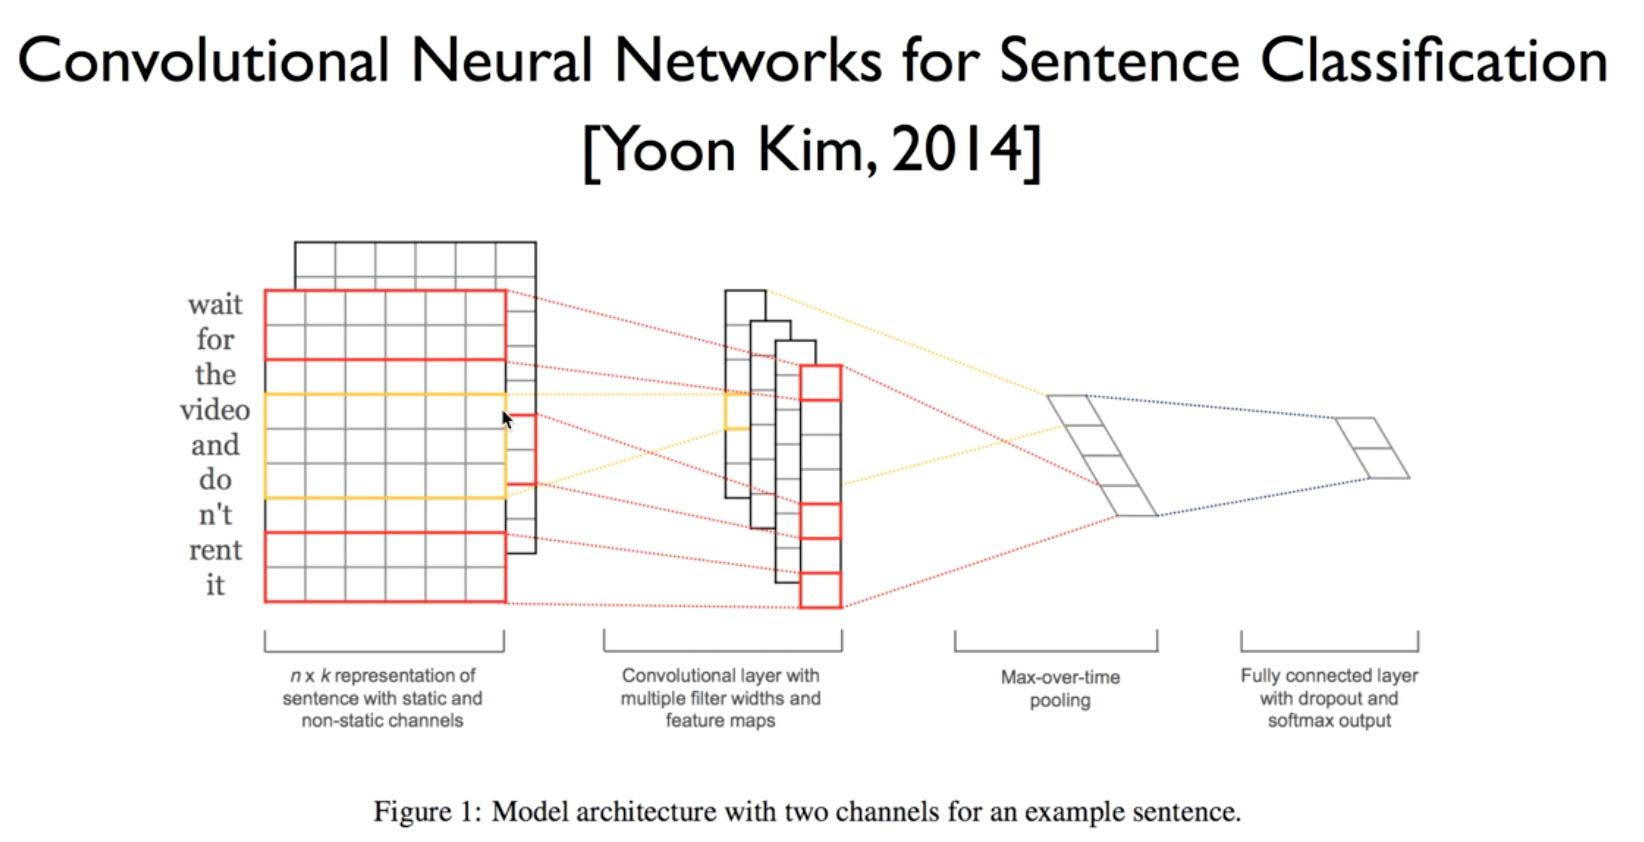 Convolutional Neural Networks for Sentence Classification
[Yoon Kim, 2014]
wait
for
the
video
and
do
n't
rent
it
n x k representation of
sentence with static and
non-static channels
Convolutional layer with
multiple filter widths and
feature maps
Max-over-time
pooling
Fully connected layer
with dropout and
softmax output
Figure 1: Model architecture with two channels for an example sentence.